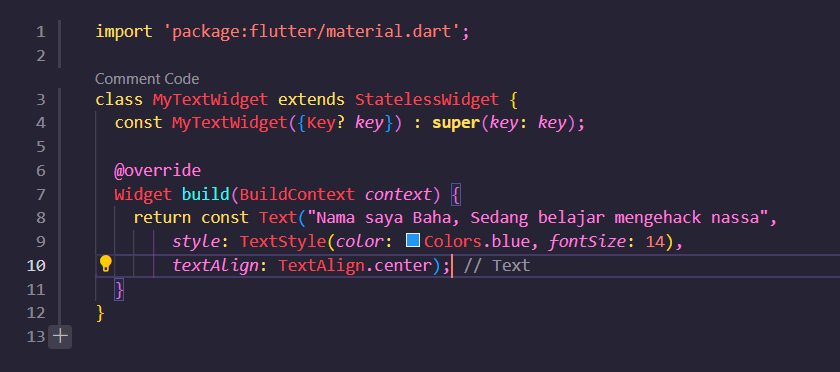 1 import 'package:flutter/material.dart';
2
Comment Code
3 class MyTextWidget extends StatelessWidget {
4 const MyTextWidget({Key? key}) : super(key: key);
5
6 @override
7 Widget build(BuildContext context) {
8 return const Text("Nama saya Baha, Sedang belajar mengehack nassa",
9 style: TextStyle(color: Colors.blue, fontSize: 14),
10 textAlign: TextAlign.center); // Text
11 }
12 }
13